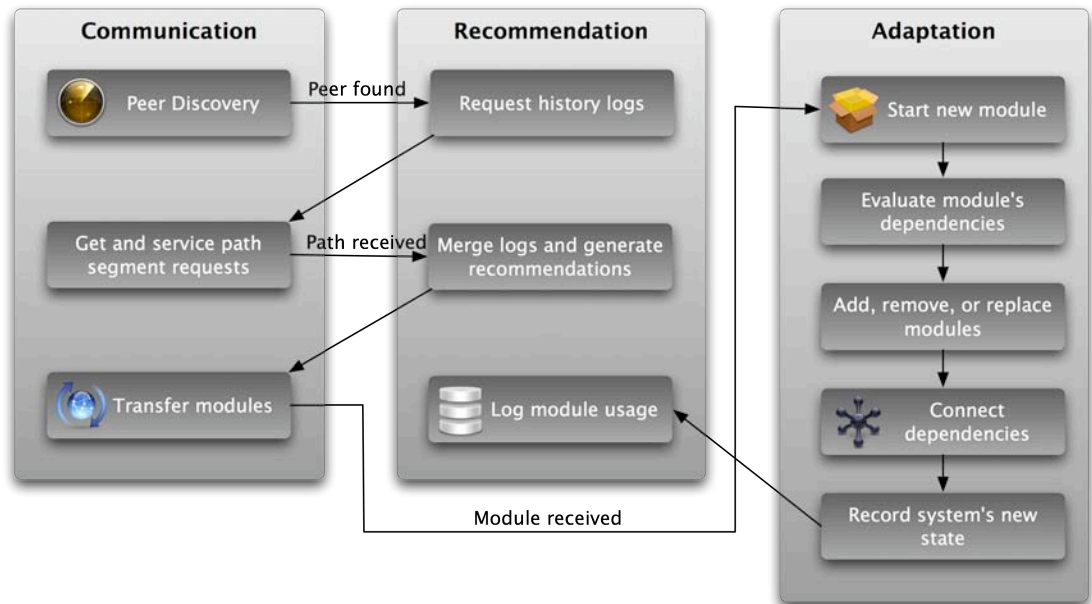 Communication
Recommendation
Adaptation
Peer Discovery
Peer found
Request history logs
Start new module
Evaluate module's
dependencies
Get and service path
segment requests
Path received
Merge logs and generate
recommendations
Add, remove, or replace
modules
Transfer modules
Log module usage
Connect
dependencies
Module received
Record system's new
state